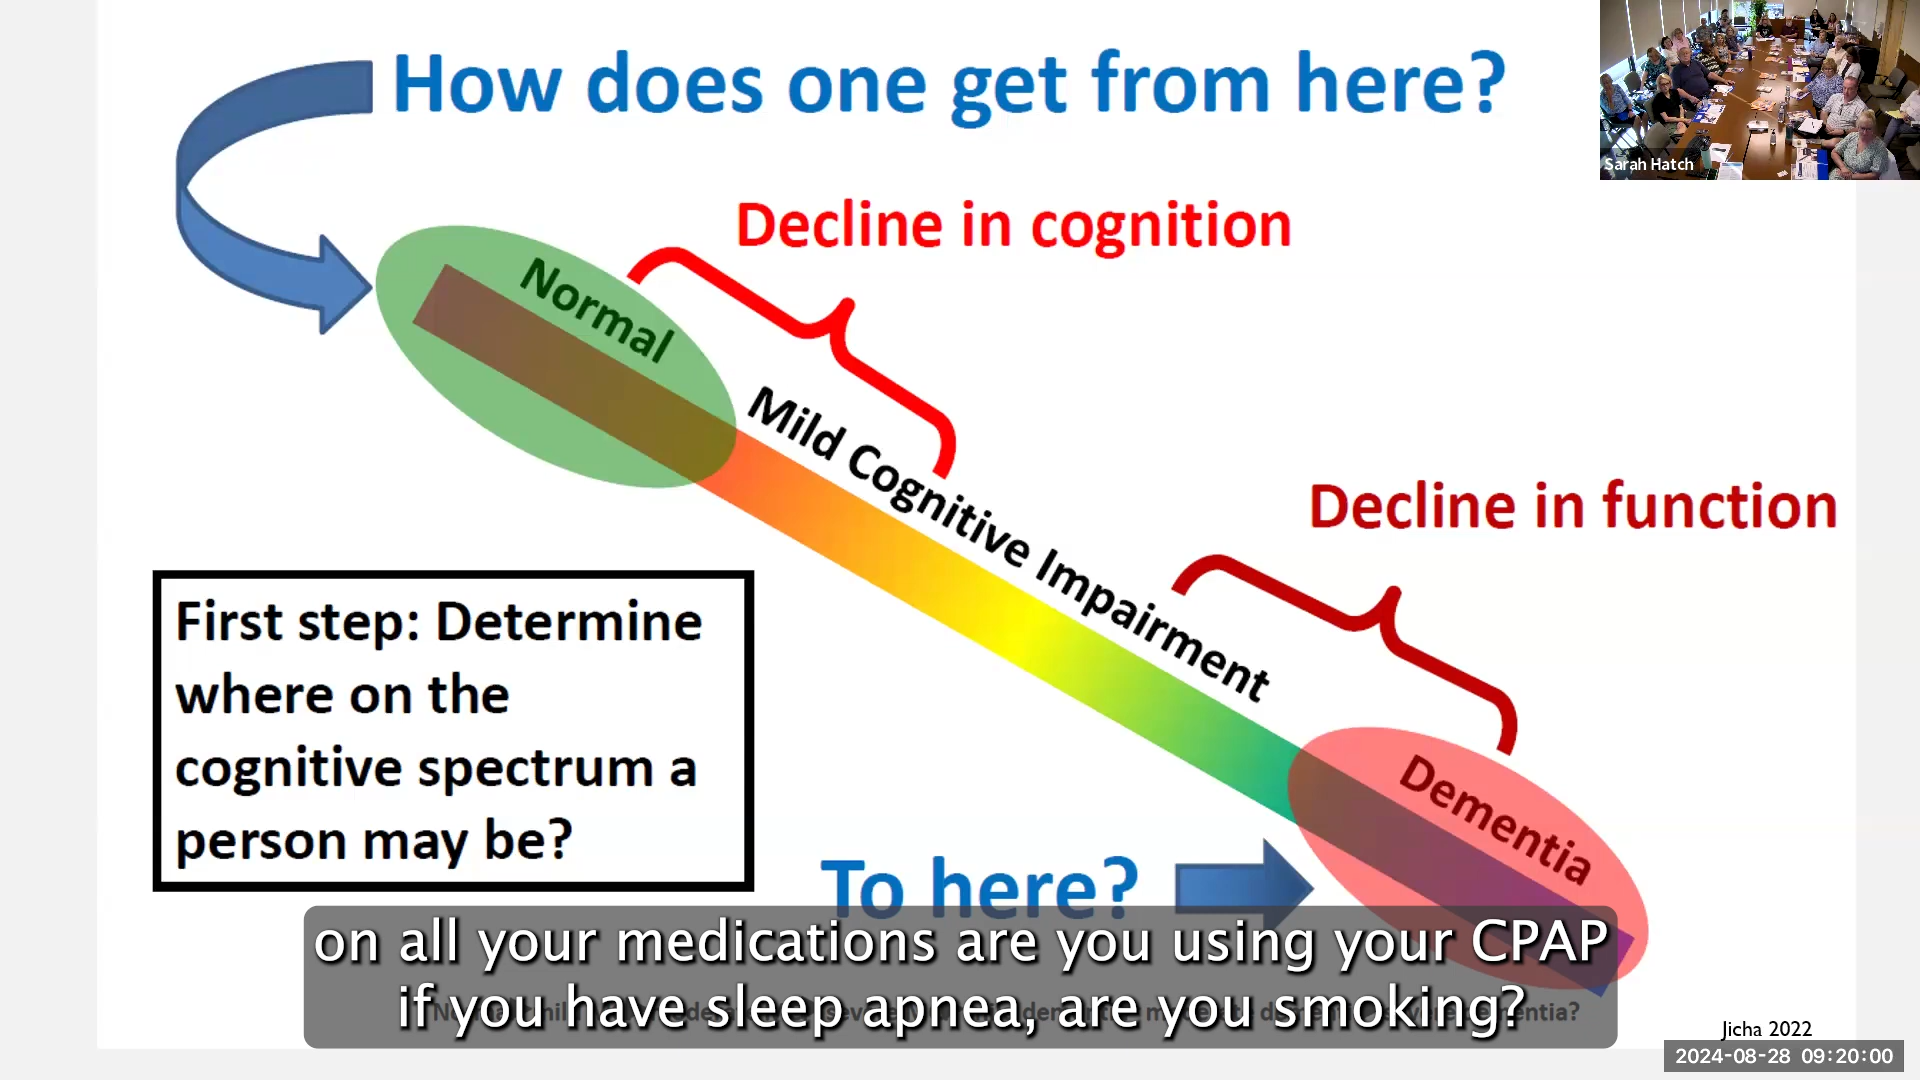 How does one get from here?
Sarah Hatch
Decline in cognition
Normal
Mild Cognitive Impairment
Decline in function
First step: Determine
where on the
cognitive spectrum a
person may be?
Dementia
To here?
on all your medications are you using your CPAP
if you have sleep apnea, are you smoking?
Jicha 2022
2024-08-28 09:20:00